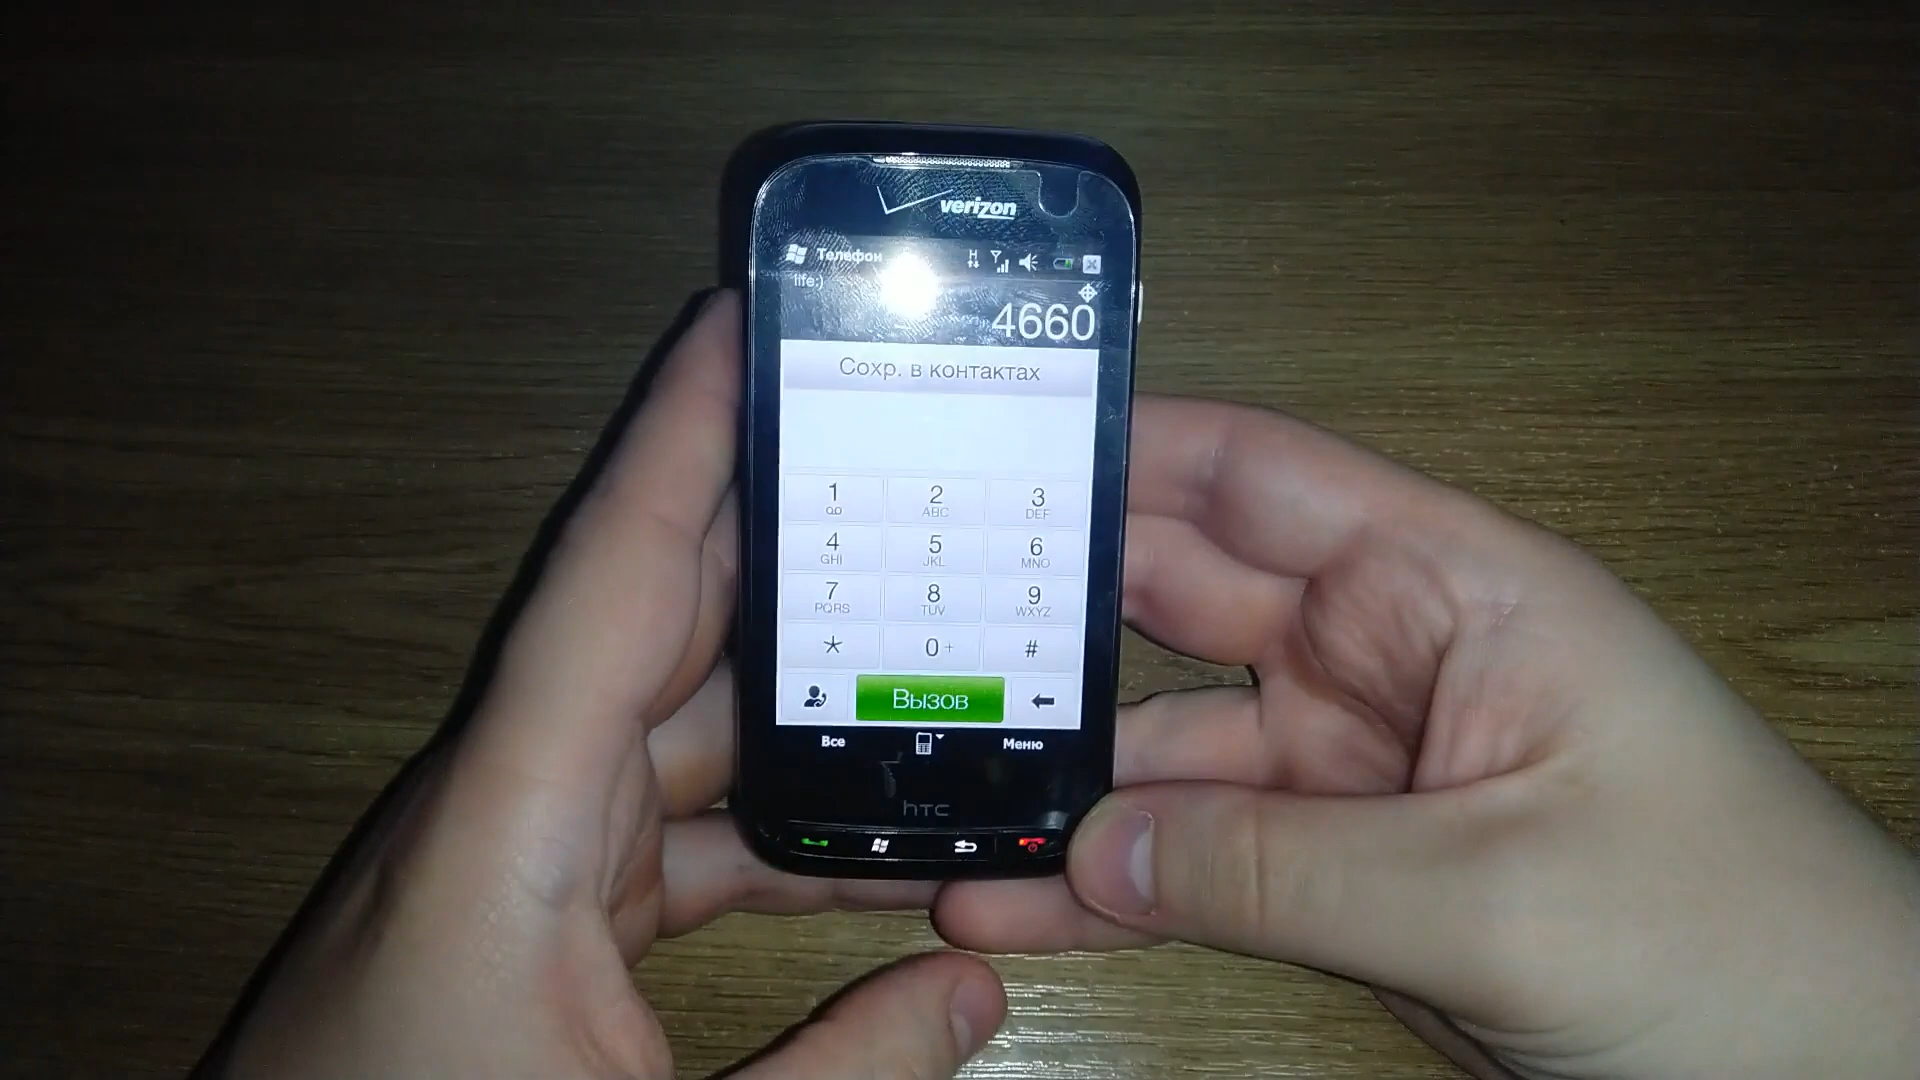 verizon
Телефон
life:)
4660
Сохр. в контактах
1 2 3
ABC DEF
4 5 6
GHI JKL MNO
7 8 9
PQRS TUV WXYZ
* 0 + #
Вызов
Все Меню
hTC